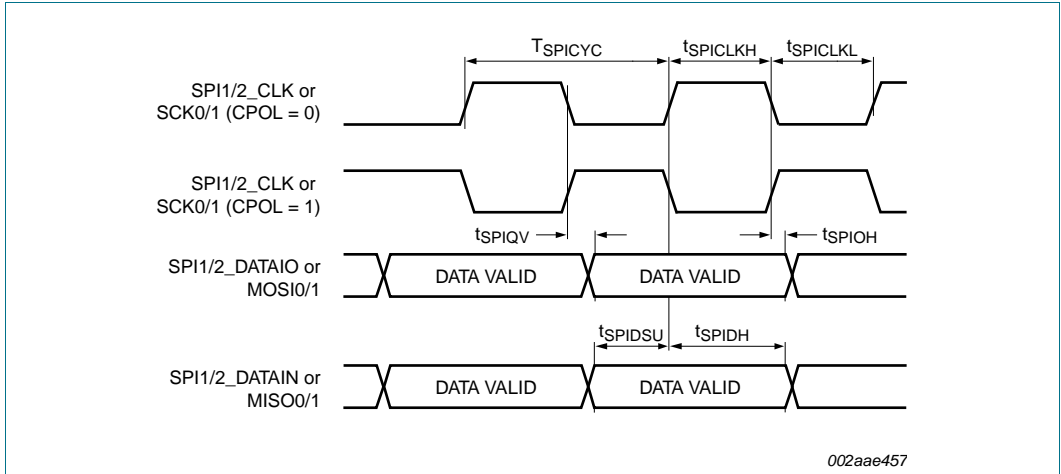 TSPICYC tSPICLKH tSPICLKL
SPI1/2_CLK or
SCK0/1 (CPOL = 0)
SPI1/2_CLK or
SCK0/1 (CPOL = 1)
tSPIQV tSPIOH
SPI1/2_DATAIO or
MOSI0/1
DATA VALID DATA VALID
tSPIDSU tSPIDH
SPI1/2_DATAIN or
MISO0/1
DATA VALID DATA VALID
002aae457